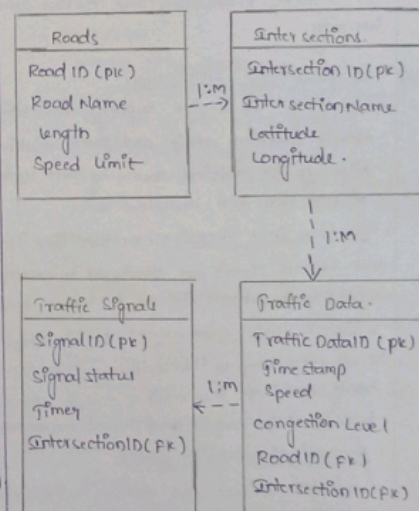 Roads
Road ID (PK)
Road Name
Length
Speed Limit
1:M
Intersections.
Intersection ID (PK)
Intersection Name
Latitude
Longitude.
1:M
Traffic Signals
Signal ID (PK)
Signal status
Timer
Intersection ID (FK)
1:M
Traffic Data.
Traffic Data ID (PK)
Time stamp
Speed
Congestion Level
Road ID (FK)
Intersection ID (FK)